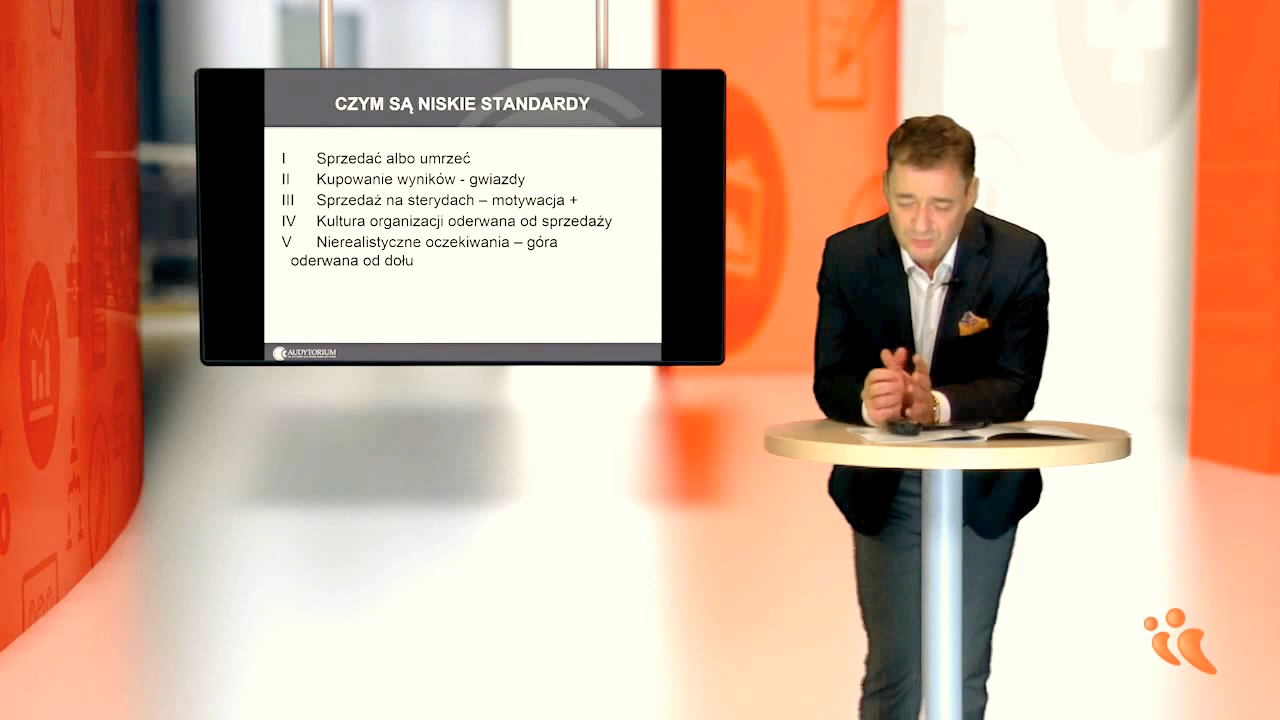 CZYM SĄ NISKIE STANDARDY
I Sprzedać albo umrzeć
II Kupowanie wyników - gwiazdy
III Sprzedaż na sterydach – motywacja +
IV Kultura organizacji oderwana od sprzedaży
V Nierealistyczne oczekiwania – góra
oderwana od dołu
AUDYTORIUM